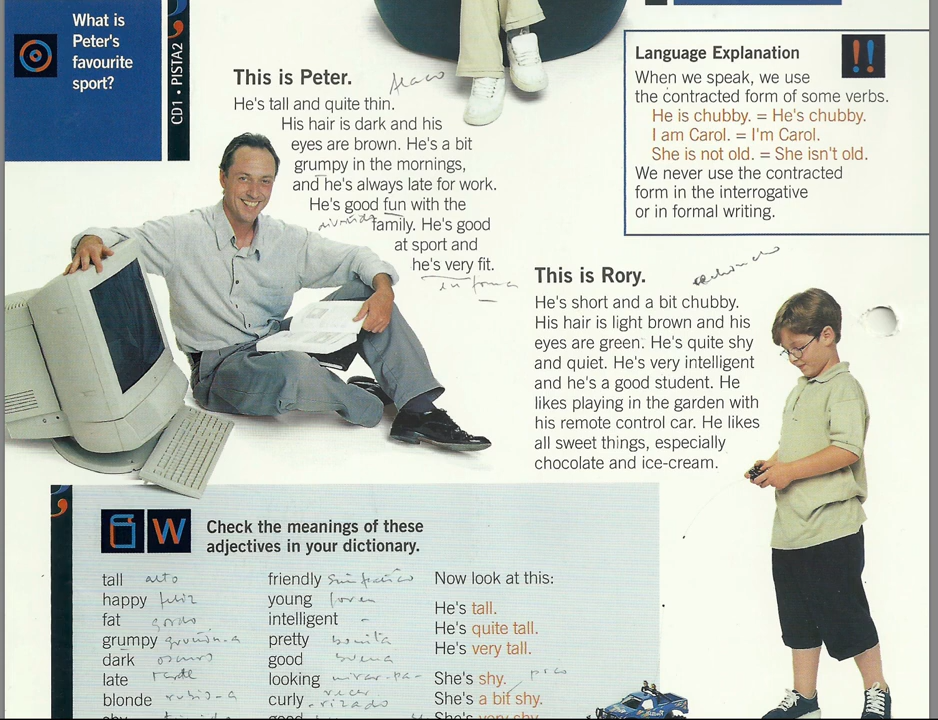 What is
Peter's
favourite
sport?
CD1 • PISTA2
This is Peter.
flaco
He's tall and quite thin.
His hair is dark and his
eyes are brown. He's a bit
grumpy in the mornings,
and he's always late for work.
He's good fun with the
family. He's good
at sport and
he's very fit.
en forma
Language Explanation
!!
When we speak, we use
the contracted form of some verbs.
He is chubby. = He's chubby.
I am Carol. = I'm Carol.
She is not old. = She isn't old.
We never use the contracted
form in the interrogative
or in formal writing.
This is Rory.
He's short and a bit chubby.
His hair is light brown and his
eyes are green. He's quite shy
and quiet. He's very intelligent
and he's a good student. He
likes playing in the garden with
his remote control car. He likes
all sweet things, especially
chocolate and ice-cream.
W
Check the meanings of these
adjectives in your dictionary.
tall alto
happy feliz
fat gordo
grumpy
dark oscuro
late tarde
blonde rubio-a
friendly simpático
young joven
intelligent -
pretty bonita
good buena
looking
curly rizado
good
Now look at this:
He's tall.
He's quite tall.
He's very tall.
She's shy.
She's a bit shy.
She's very shy.